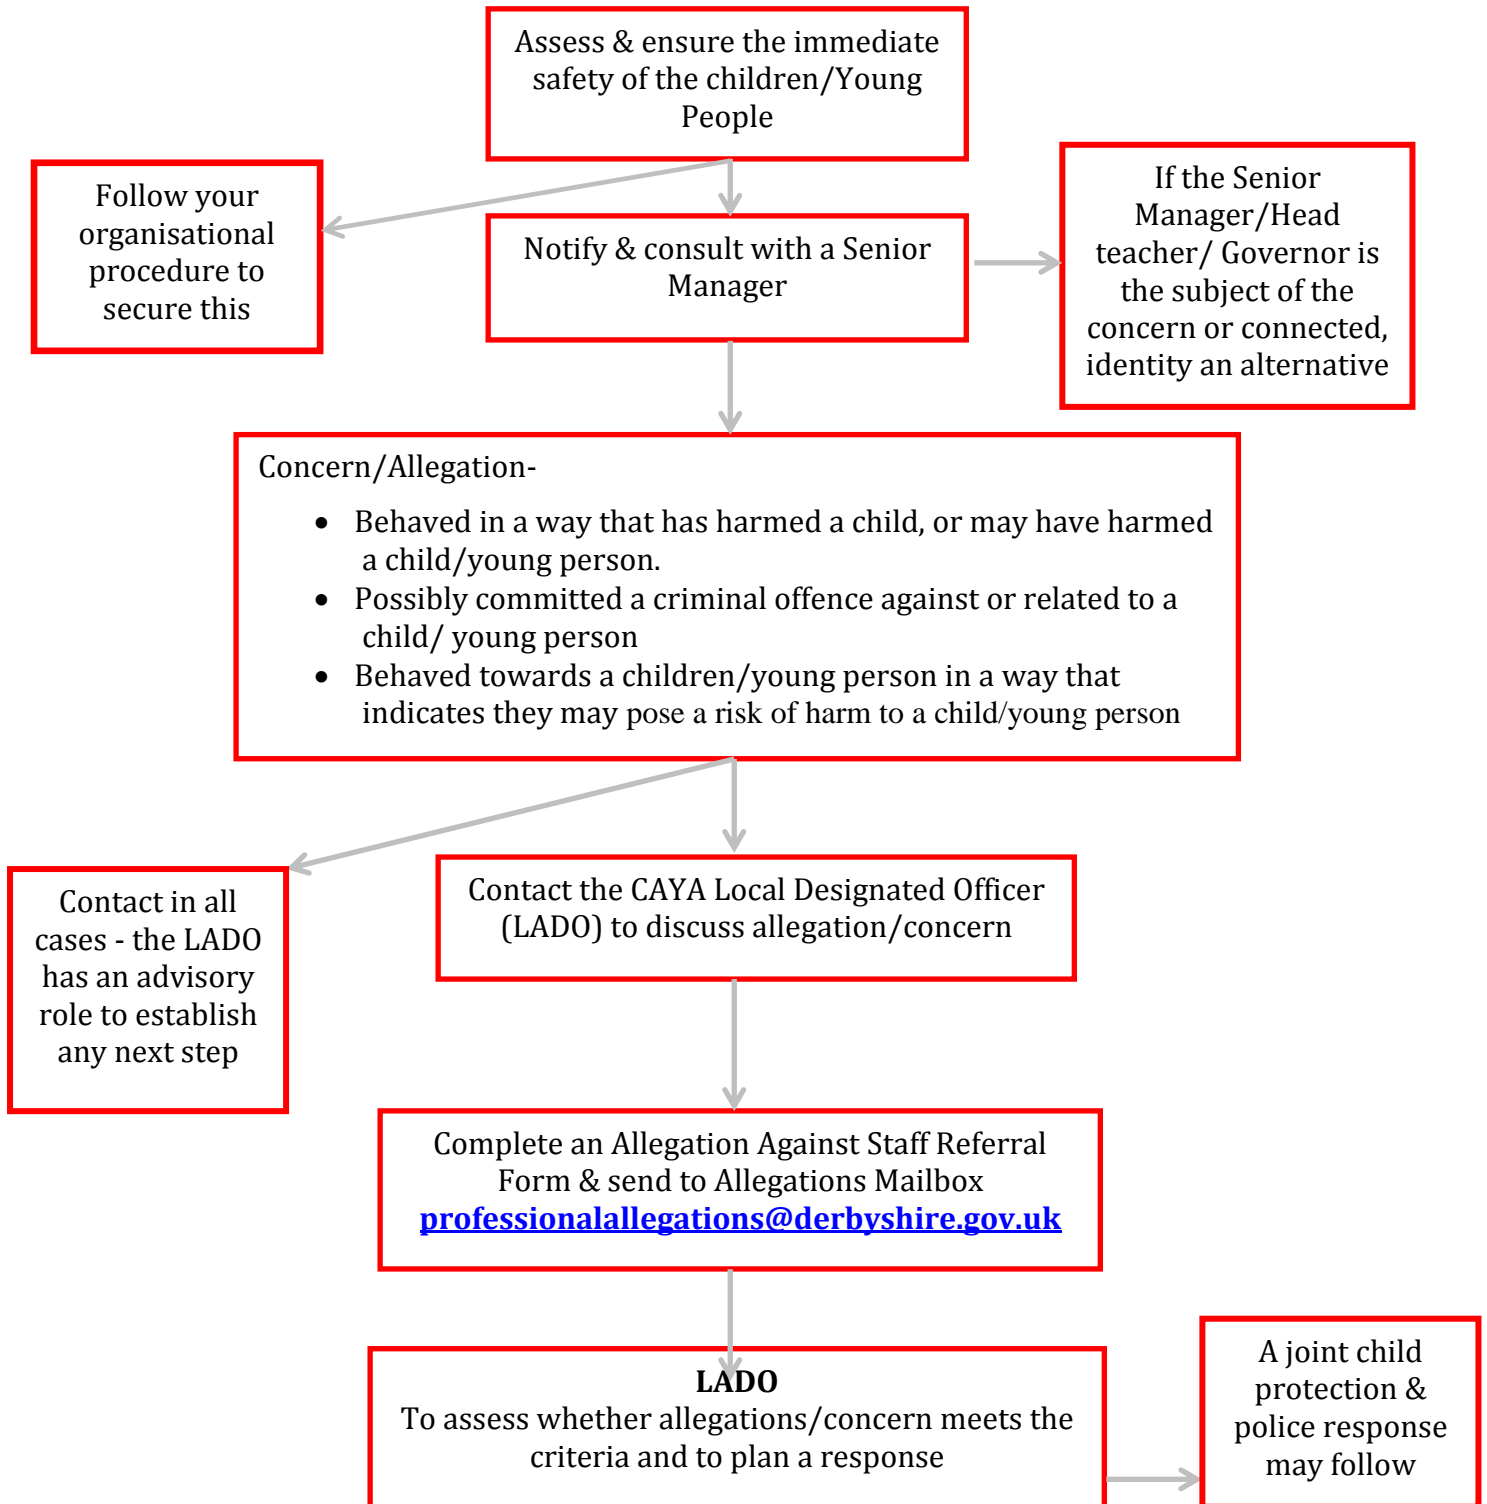 Assess & ensure the immediate
safety of the children/Young
People
Follow your
organisational
procedure to
secure this
Notify & consult with a Senior
Manager
If the Senior
Manager/Head
teacher/ Governor is
the subject of the
concern or connected,
identity an alternative
Concern/Allegation-
• Behaved in a way that has harmed a child, or may have harmed
a child/young person.
• Possibly committed a criminal offence against or related to a
child/ young person
• Behaved towards a children/young person in a way that
indicates they may pose a risk of harm to a child/young person
Contact in all
cases - the LADO
has an advisory
role to establish
any next step
Contact the CAYA Local Designated Officer
(LADO) to discuss allegation/concern
Complete an Allegation Against Staff Referral
Form & send to Allegations Mailbox
professionalallegations@derbyshire.gov.uk
LADO
To assess whether allegations/concern meets the
criteria and to plan a response
A joint child
protection &
police response
may follow